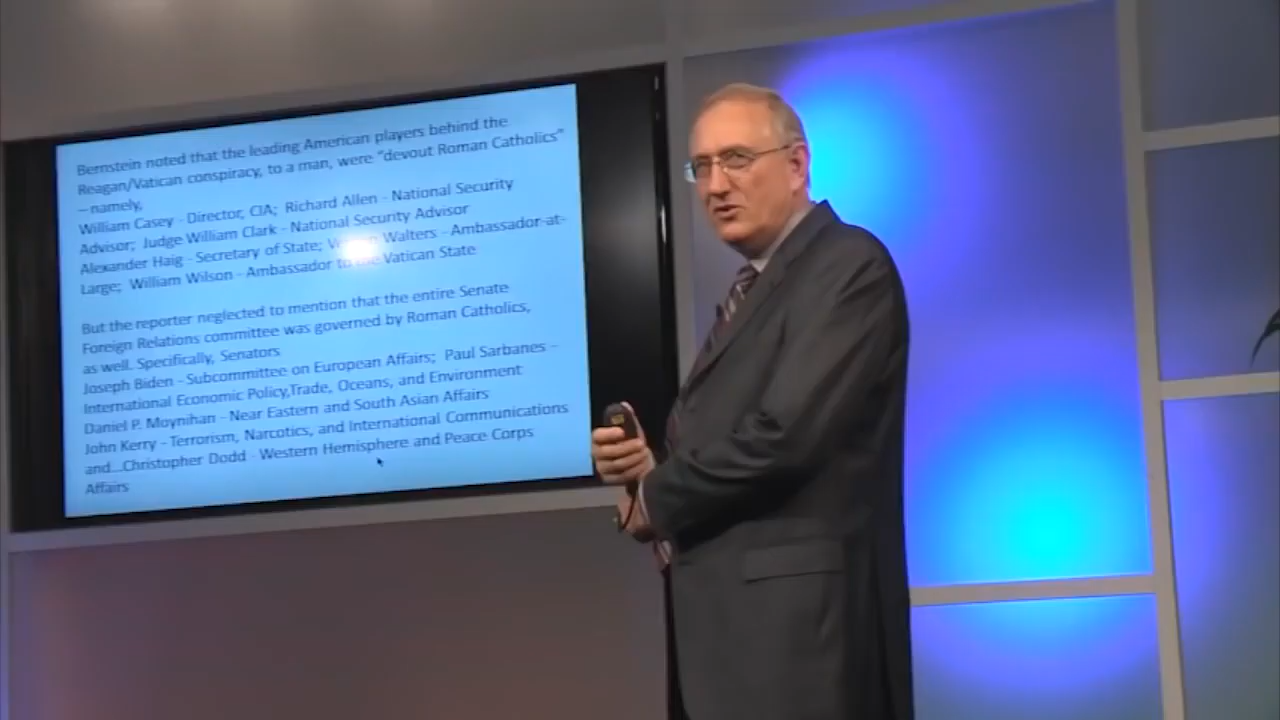 Bernstein noted that the leading American players behind the
Reagan/Vatican conspiracy, to a man, were “devout Roman Catholics”
– namely,
William Casey - Director, CIA; Richard Allen - National Security
Advisor; Judge William Clark - National Security Advisor
Alexander Haig - Secretary of State; Walters - Ambassador-at-
Large; William Wilson - Ambassador to the Vatican State
But the reporter neglected to mention that the entire Senate
Foreign Relations committee was governed by Roman Catholics,
as well. Specifically, Senators
Joseph Biden - Subcommittee on European Affairs; Paul Sarbanes –
International Economic Policy,Trade, Oceans, and Environment
Daniel P. Moynihan - Near Eastern and South Asian Affairs
John Kerry - Terrorism, Narcotics, and International Communications
and...Christopher Dodd - Western Hemisphere and Peace Corps
Affairs